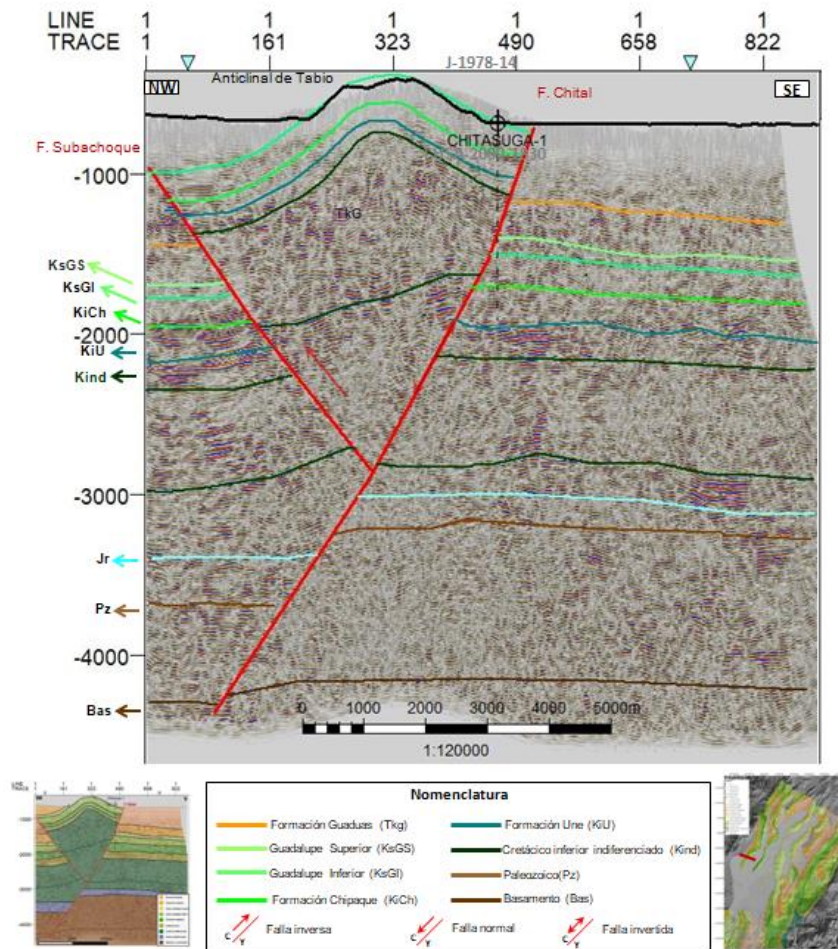 LINE 1 1 1 1 1 1
TRACE 1 161 323 490 658 822
J-1978-14
NW
Anticlinal de Tabio
F. Chital
SE
F. Subachoque
CHITASUGA-1
-1000
TkG
KsGS
KsGI
KiCh
-2000
KiU
Kind
-3000
Jr
Pz
-4000
Bas
0 1000 2000 3000 4000 5000m
1:120000
LINE
TRACE
Nomenclatura
Formación Guaduas (Tkg)
Guadalupe Superior (KsGS)
Guadalupe Inferior (KsGI)
Formación Chipaque (KiCh)
Formación Une (KiU)
Cretácico inferior indiferenciado (Kind)
Paleozoico(Pz)
Basamento (Bas)
Falla inversa
Falla normal
Falla invertida